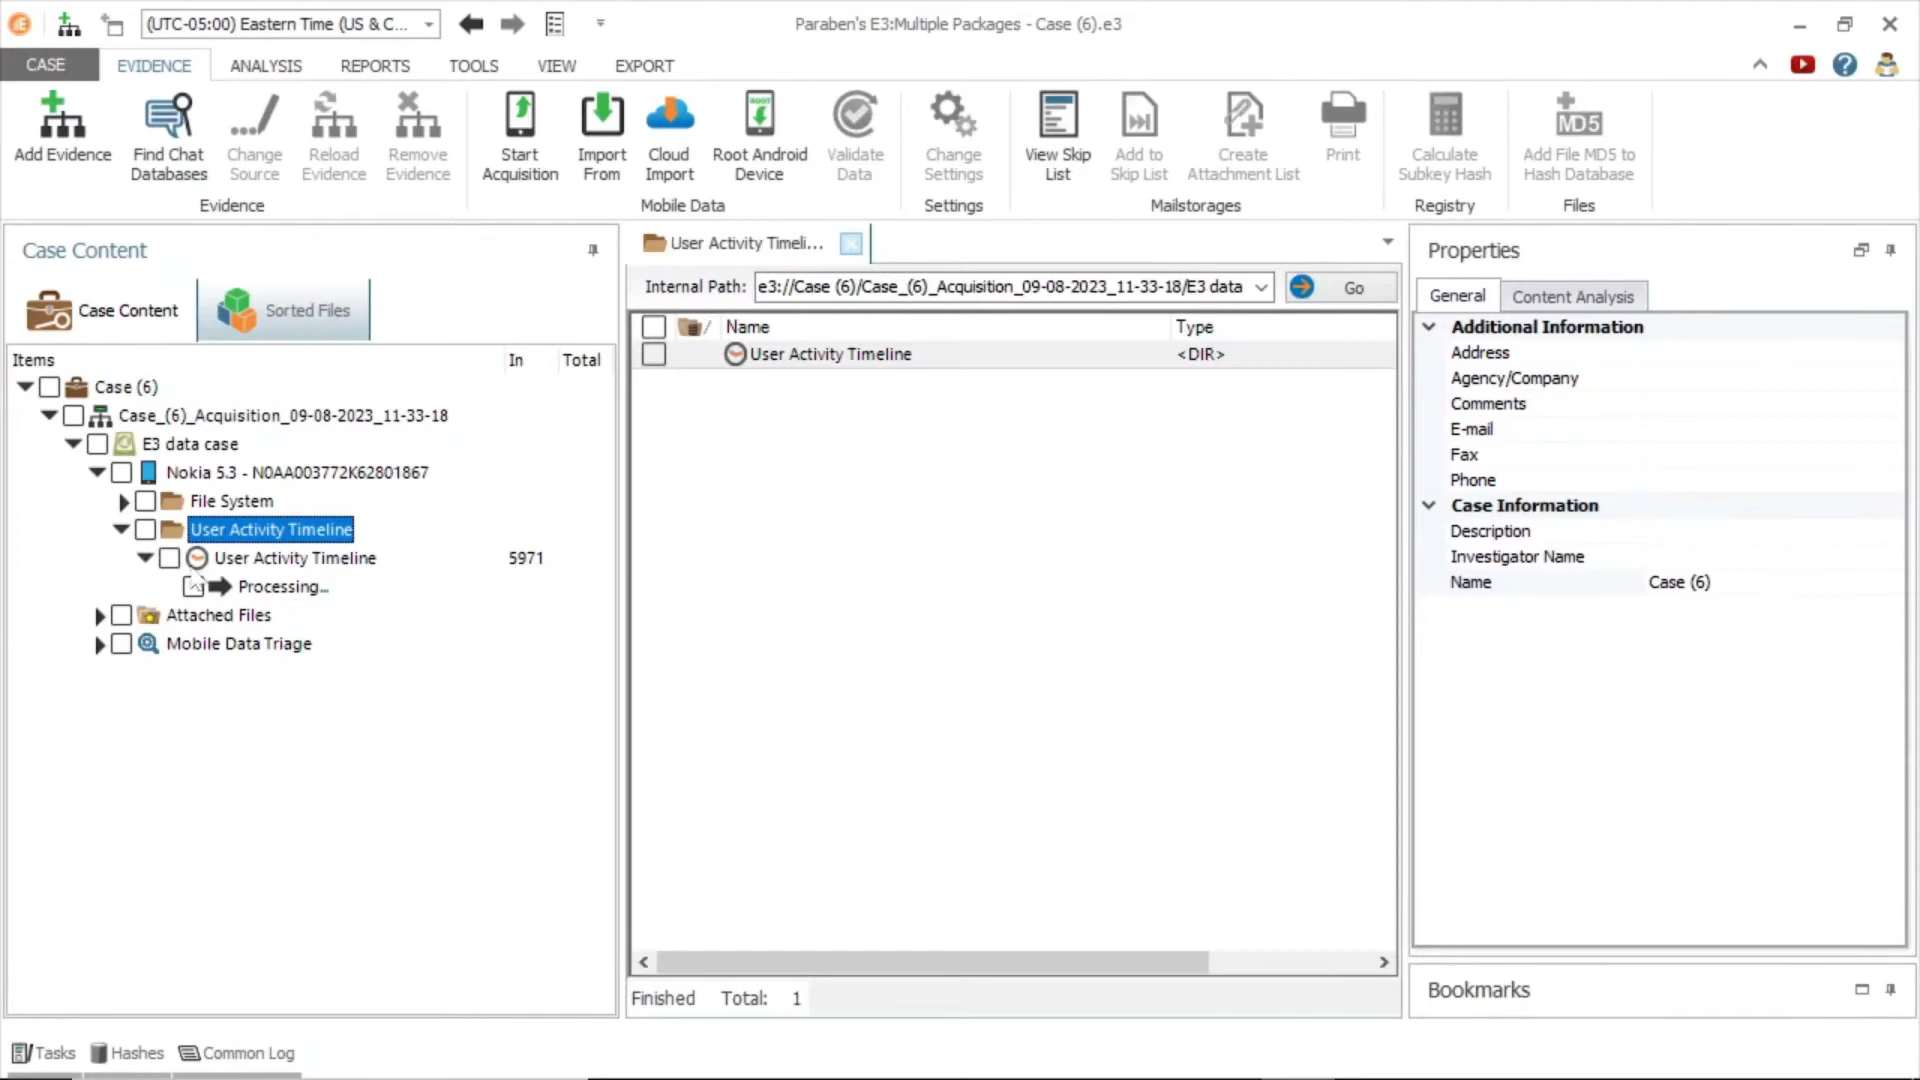 (UTC-05:00) Eastern Time (US & C...
Paraben's E3:Multiple Packages - Case (6).e3
CASE EVIDENCE ANALYSIS REPORTS TOOLS VIEW EXPORT
Add Evidence
Find Chat Databases
Change Source
Reload Evidence
Remove Evidence
Evidence
Start Acquisition
Import From
Cloud Import
ROOT
Root Android Device
Validate Data
Mobile Data
Change Settings
Settings
View Skip List
Add to Skip List
Create Attachment List
Print
Mailstorages
Calculate Subkey Hash
Registry
MD5
Add File MD5 to Hash Database
Files
Case Content
Case Content Sorted Files
Items In Total
Case (6)
Case_(6)_Acquisition_09-08-2023_11-33-18
E3 data case
Nokia 5.3 - N0AA003772K62801867
File System
User Activity Timeline
User Activity Timeline 5971
Processing...
Attached Files
Mobile Data Triage
User Activity Timeli...
Internal Path: e3://Case (6)/Case_(6)_Acquisition_09-08-2023_11-33-18/E3 data Go
Name Type
User Activity Timeline <DIR>
Finished Total: 1
Properties
General Content Analysis
Additional Information
Address
Agency/Company
Comments
E-mail
Fax
Phone
Case Information
Description
Investigator Name
Name Case (6)
Bookmarks
Tasks Hashes Common Log